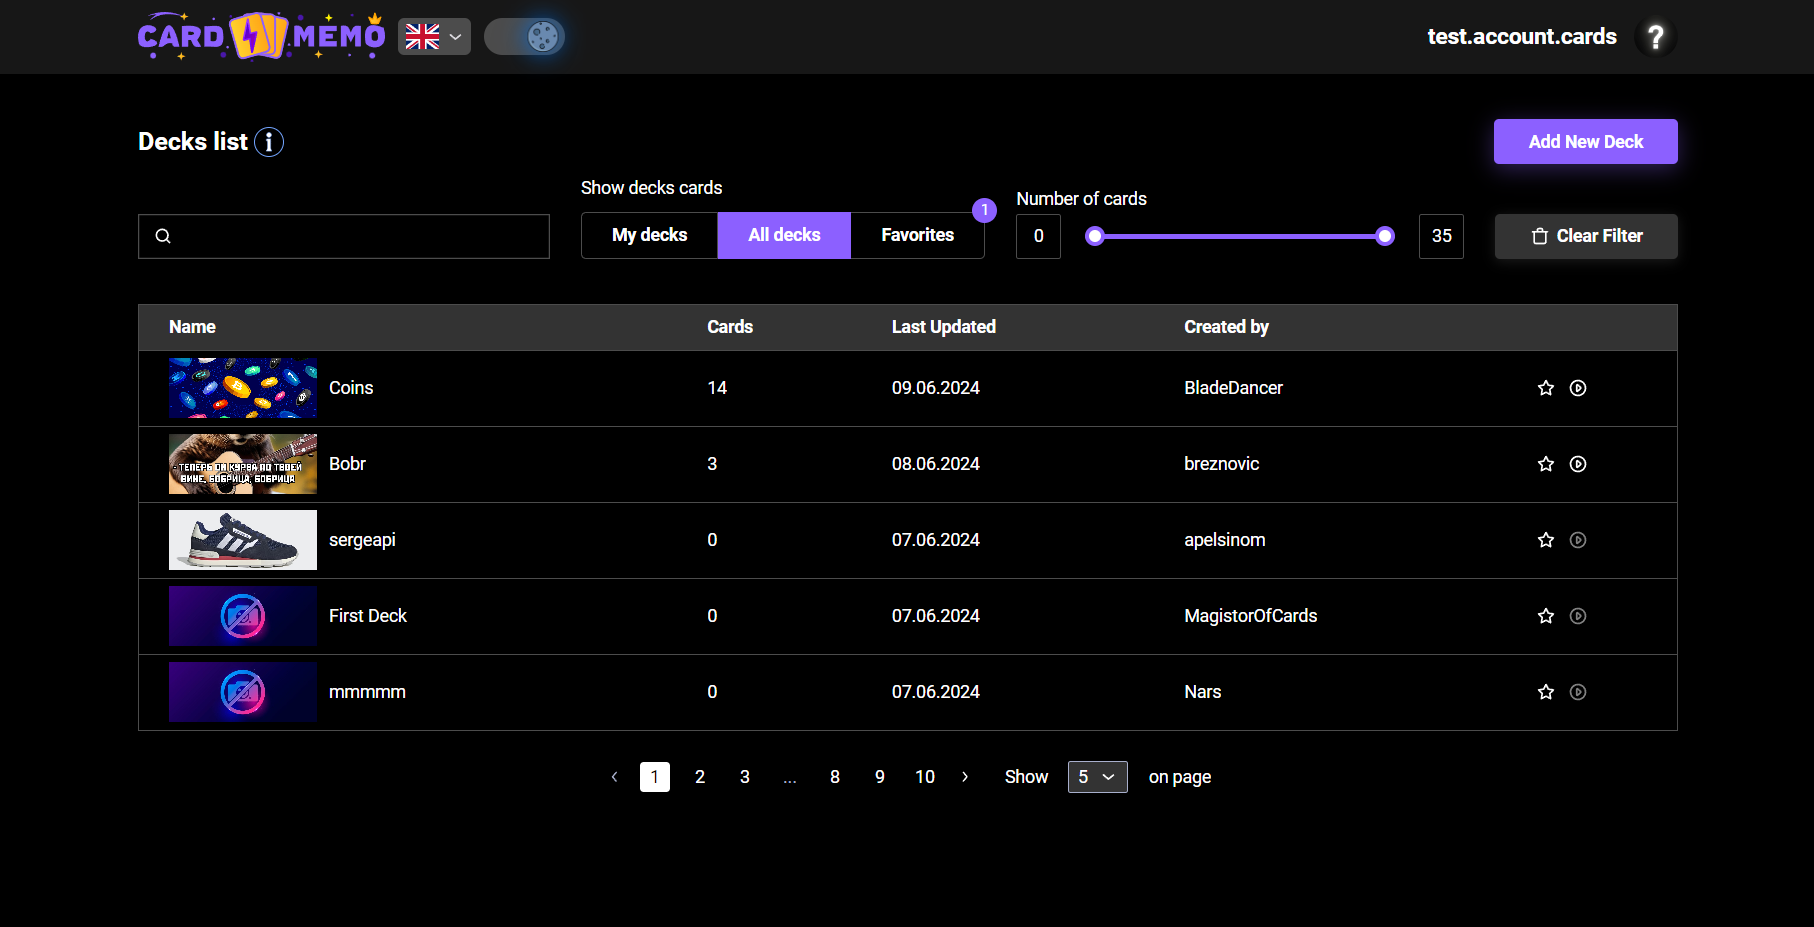 CARD MEMO
test.account.cards
?
Decks list
Add New Deck
Show decks cards
My decks
All decks
Favorites
1
Number of cards
0
35
Clear Filter
Name Cards Last Updated Created by
Coins 14 09.06.2024 BladeDancer
- ТЕПЕРЬ ОН КУРВА ПО ТВОЕЙ
ВИНЕ, БОБРИЦА, БОБРИЦА
Bobr 3 08.06.2024 breznovic
sergeapi 0 07.06.2024 apelsinom
First Deck 0 07.06.2024 MagistorOfCards
mmmmm 0 07.06.2024 Nars
1 2 3 ... 8 9 10 Show 5 on page